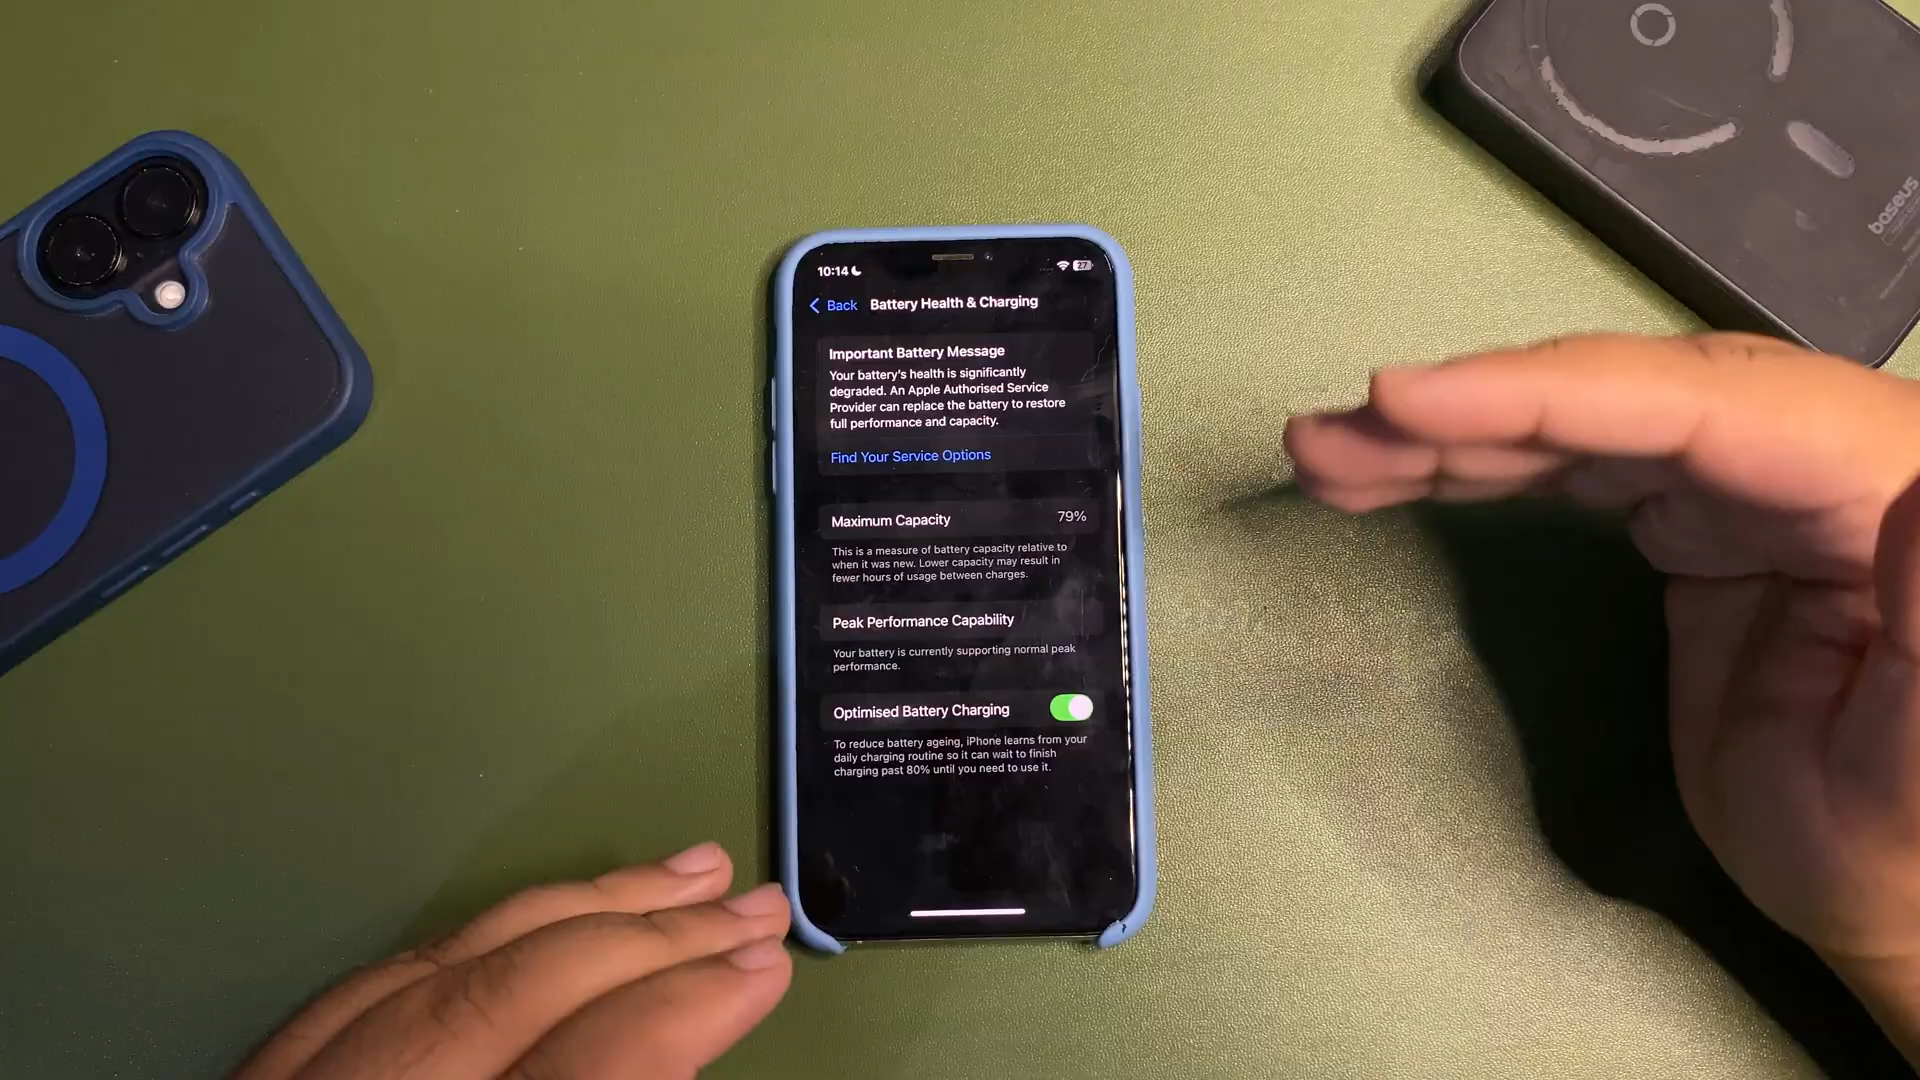 10:14
27
Back
Battery Health & Charging
Important Battery Message
Your battery's health is significantly
degraded. An Apple Authorised Service
Provider can replace the battery to restore
full performance and capacity.
Find Your Service Options
Maximum Capacity 79%
This is a measure of battery capacity relative to
when it was new. Lower capacity may result in
fewer hours of usage between charges.
Peak Performance Capability
Your battery is currently supporting normal peak
performance.
Optimised Battery Charging
To reduce battery ageing, iPhone learns from your
daily charging routine so it can wait to finish
charging past 80% until you need to use it.
baseus